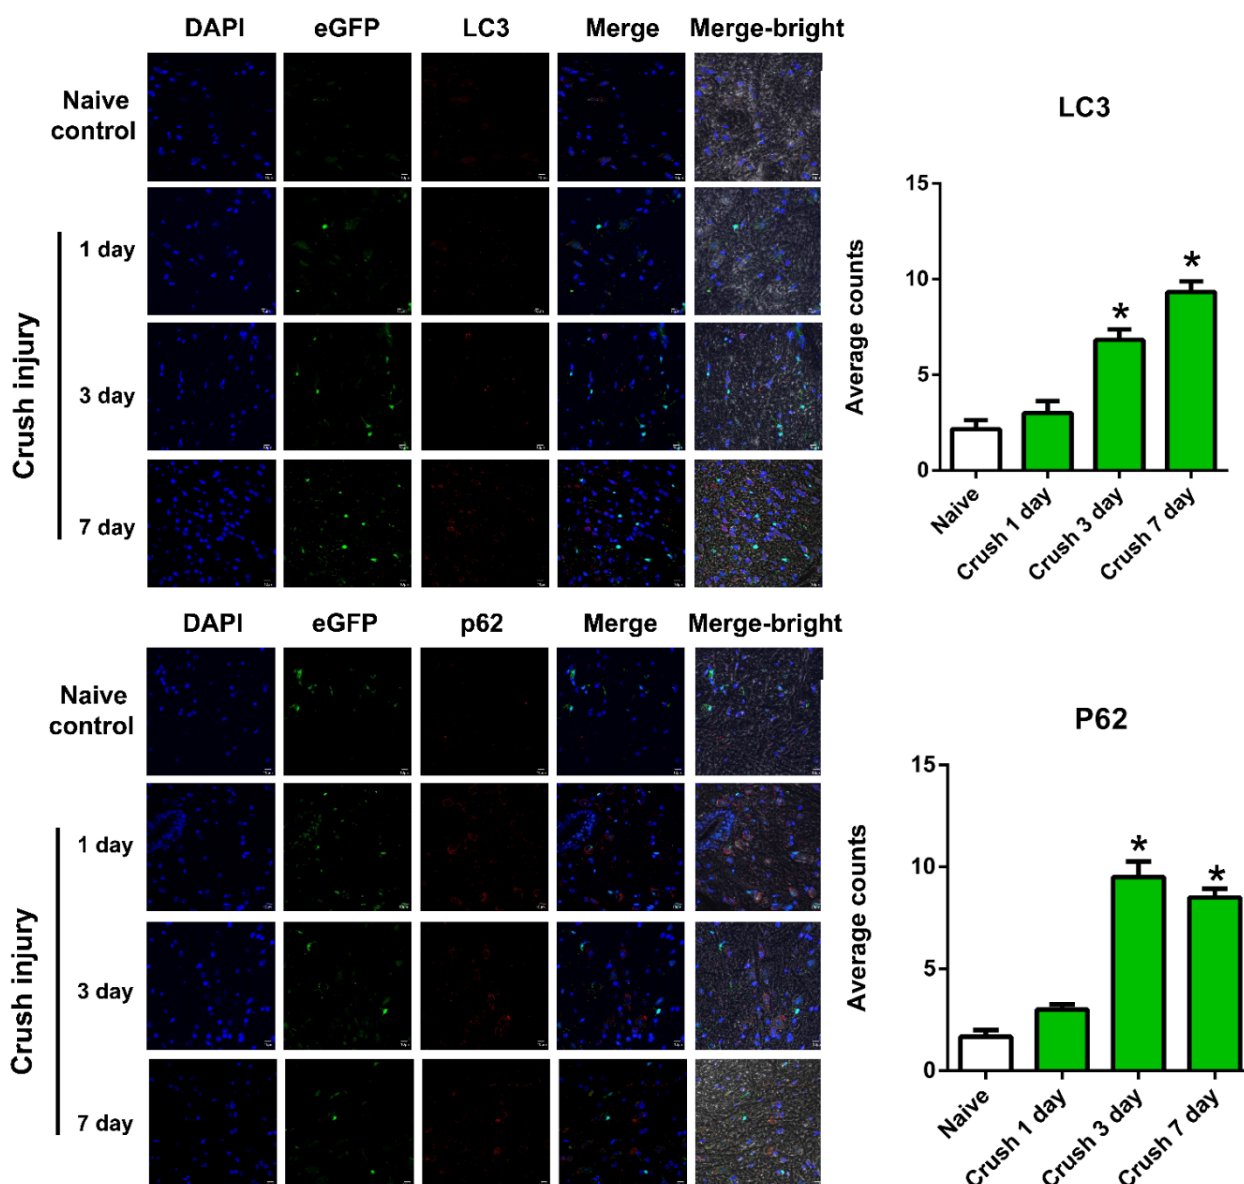 DAPI eGFP LC3 Merge Merge-bright
Naive
control
Crush injury
1 day
3 day
7 day
LC3
Average counts
15
10
5
0
*
*
Naive
Crush 1 day
Crush 3 day
Crush 7 day
DAPI eGFP p62 Merge Merge-bright
Naive
control
Crush injury
1 day
3 day
7 day
P62
Average counts
15
10
5
0
*
*
Naive
Crush 1 day
Crush 3 day
Crush 7 day